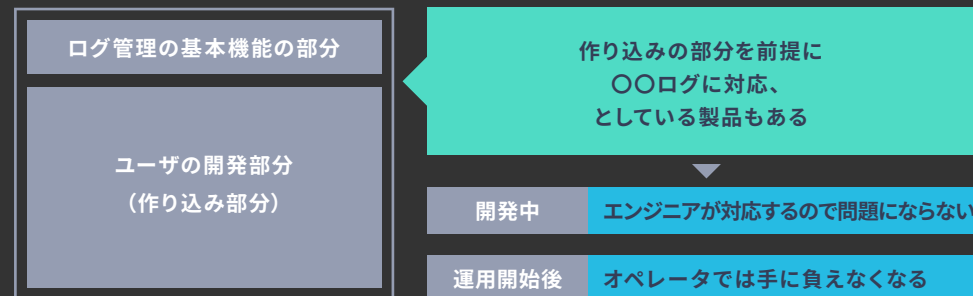 ログ管理の基本機能の部分
ユーザの開発部分
（作り込み部分）
作り込みの部分を前提に
〇〇ログに対応、
としている製品もある
開発中
エンジニアが対応するので問題にならない
運用開始後
オペレータでは手に負えなくなる